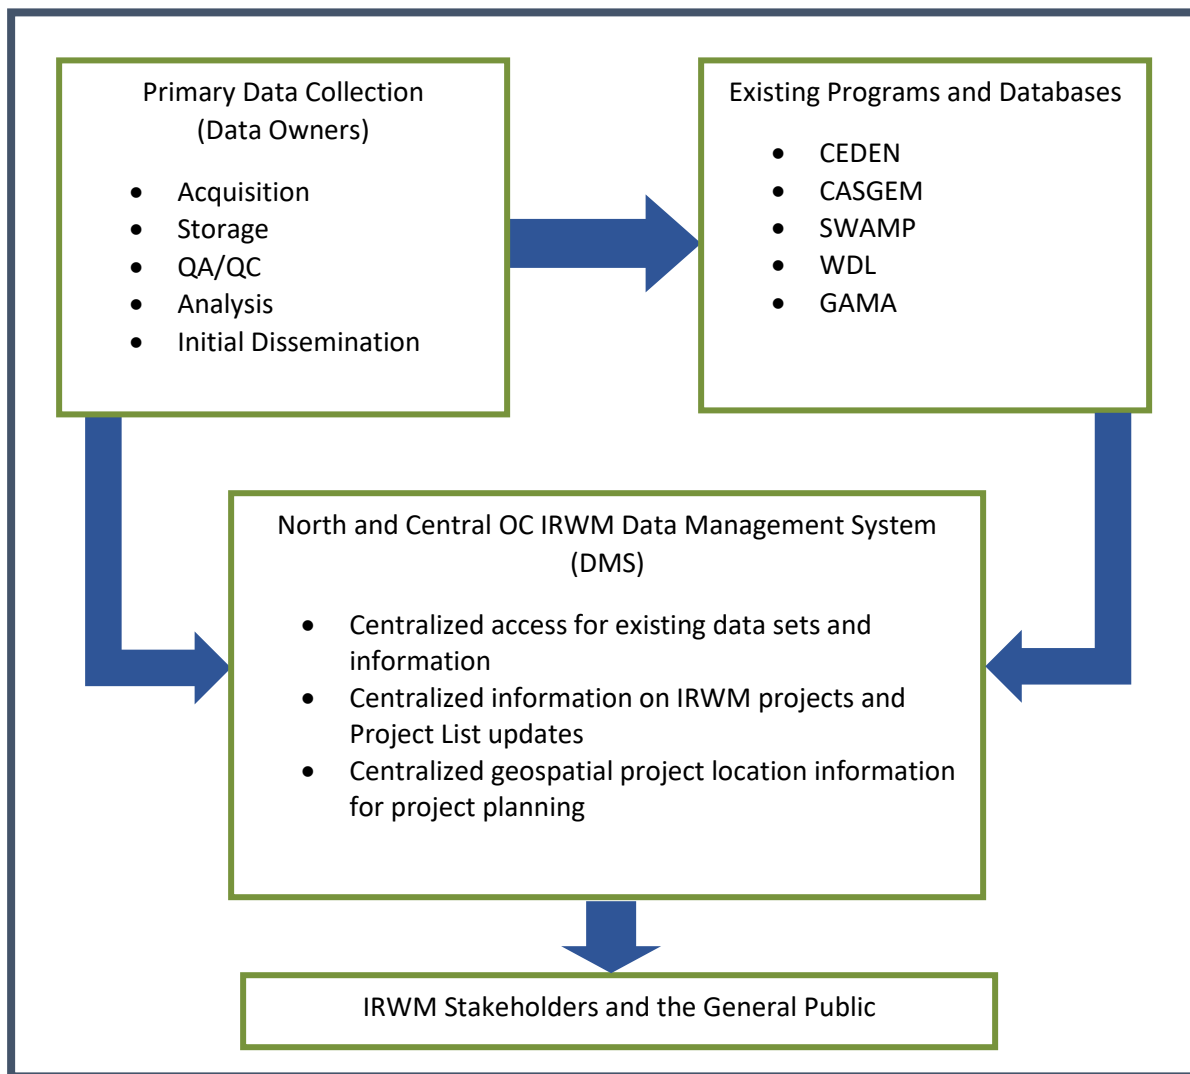 Primary Data Collection
(Data Owners)
• Acquisition
• Storage
• QA/QC
• Analysis
• Initial Dissemination
Existing Programs and Databases
• CEDEN
• CASGEM
• SWAMP
• WDL
• GAMA
North and Central OC IRWM Data Management System
(DMS)
• Centralized access for existing data sets and
information
• Centralized information on IRWM projects and
Project List updates
• Centralized geospatial project location information
for project planning
IRWM Stakeholders and the General Public